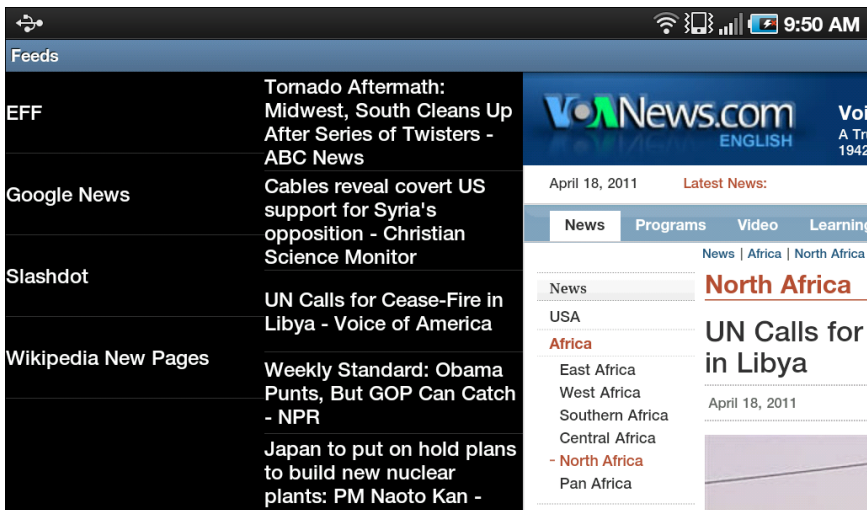 9:50 AM
Feeds
EFF
Google News
Slashdot
Wikipedia New Pages
Tornado Aftermath:
Midwest, South Cleans Up
After Series of Twisters -
ABC News
Cables reveal covert US
support for Syria's
opposition - Christian
Science Monitor
UN Calls for Cease-Fire in
Libya - Voice of America
Weekly Standard: Obama
Punts, But GOP Can Catch
- NPR
Japan to put on hold plans
to build new nuclear
plants: PM Naoto Kan -
VOANews.com
ENGLISH
Voi
A Tru
1942
April 18, 2011 Latest News:
News Programs Video Learning
News | Africa | North Africa
News
USA
Africa
East Africa
West Africa
Southern Africa
Central Africa
- North Africa
Pan Africa
North Africa
UN Calls for
in Libya
April 18, 2011